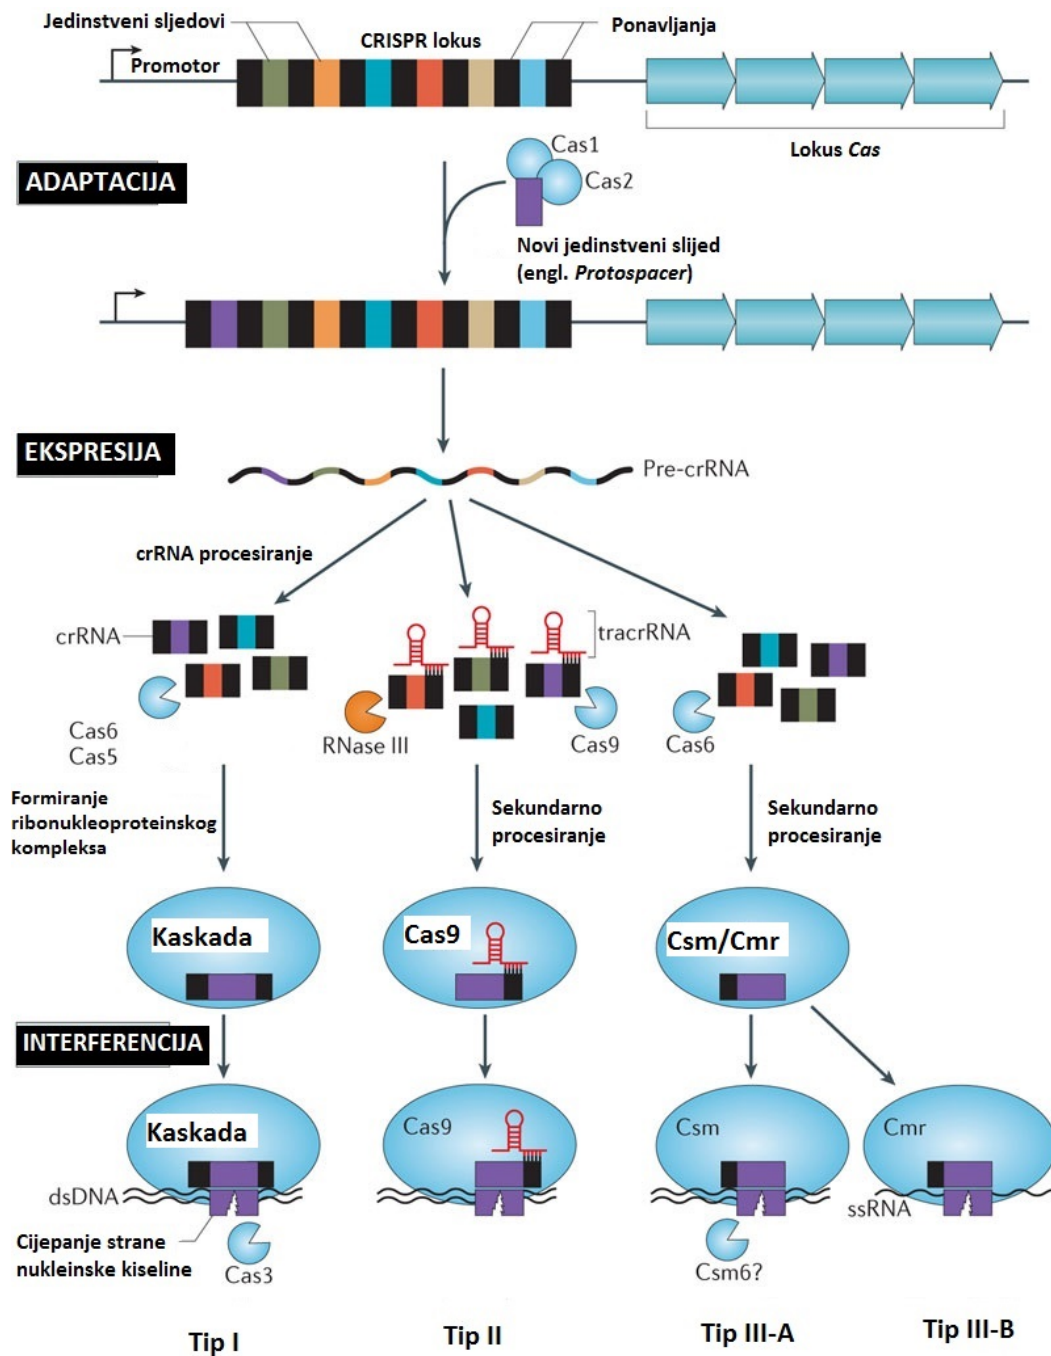 Jedinstveni sljedovi
CRISPR lokus
Ponavljanja
Promotor
Lokus Cas
Cas1
Cas2
ADAPTACIJA
Novi jedinstveni slijed
(engl. Protospacer)
EKSPRESIJA
Pre-crRNA
crRNA procesiranje
crRNA
tracrRNA
Cas6
Cas5
RNase III
Cas9
Cas6
Formiranje
ribonukleoproteinskog
kompleksa
Sekundarno
procesiranje
Sekundarno
procesiranje
Kaskada
Cas9
Csm/Cmr
INTERFERENCIJA
Kaskada
Cas9
Csm
Cmr
dsDNA
ssRNA
Cijepanje strane
nukleinske kiseline
Cas3
Csm6?
Tip I
Tip II
Tip III-A
Tip III-B